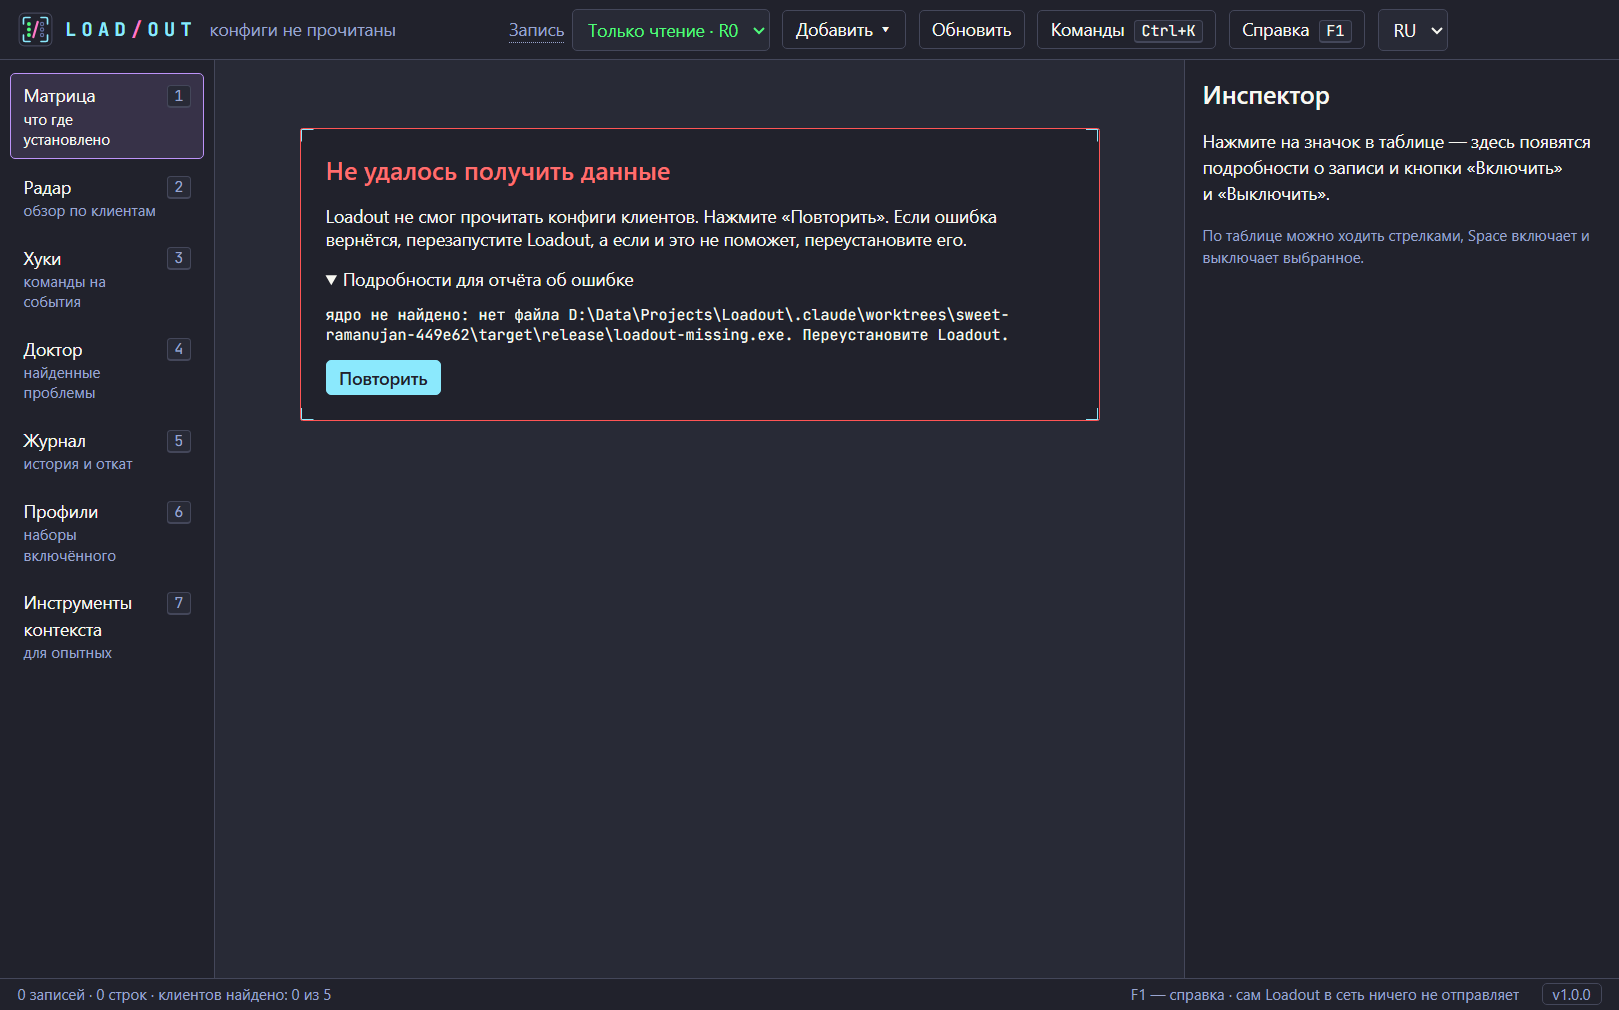 LOAD/OUT конфиги не прочитаны Запись Только чтение · R0 Добавить ▼ Обновить Команды Ctrl+K Справка F1 RU
Матрица 1
что где
установлено
Радар 2
обзор по клиентам
Хуки 3
команды на
события
Доктор 4
найденные
проблемы
Журнал 5
история и откат
Профили 6
наборы
включённого
Инструменты 7
контекста
для опытных
Не удалось получить данные
Loadout не смог прочитать конфиги клиентов. Нажмите «Повторить». Если ошибка
вернётся, перезапустите Loadout, а если и это не поможет, переустановите его.
▼ Подробности для отчёта об ошибке
ядро не найдено: нет файла D:\Data\Projects\Loadout\.claude\worktrees\sweet-
ramanujan-449e62\target\release\loadout-missing.exe. Переустановите Loadout.
Повторить
Инспектор
Нажмите на значок в таблице — здесь появятся
подробности о записи и кнопки «Включить»
и «Выключить».
По таблице можно ходить стрелками, Space включает и
выключает выбранное.
0 записей · 0 строк · клиентов найдено: 0 из 5
F1 — справка · сам Loadout в сеть ничего не отправляет v1.0.0